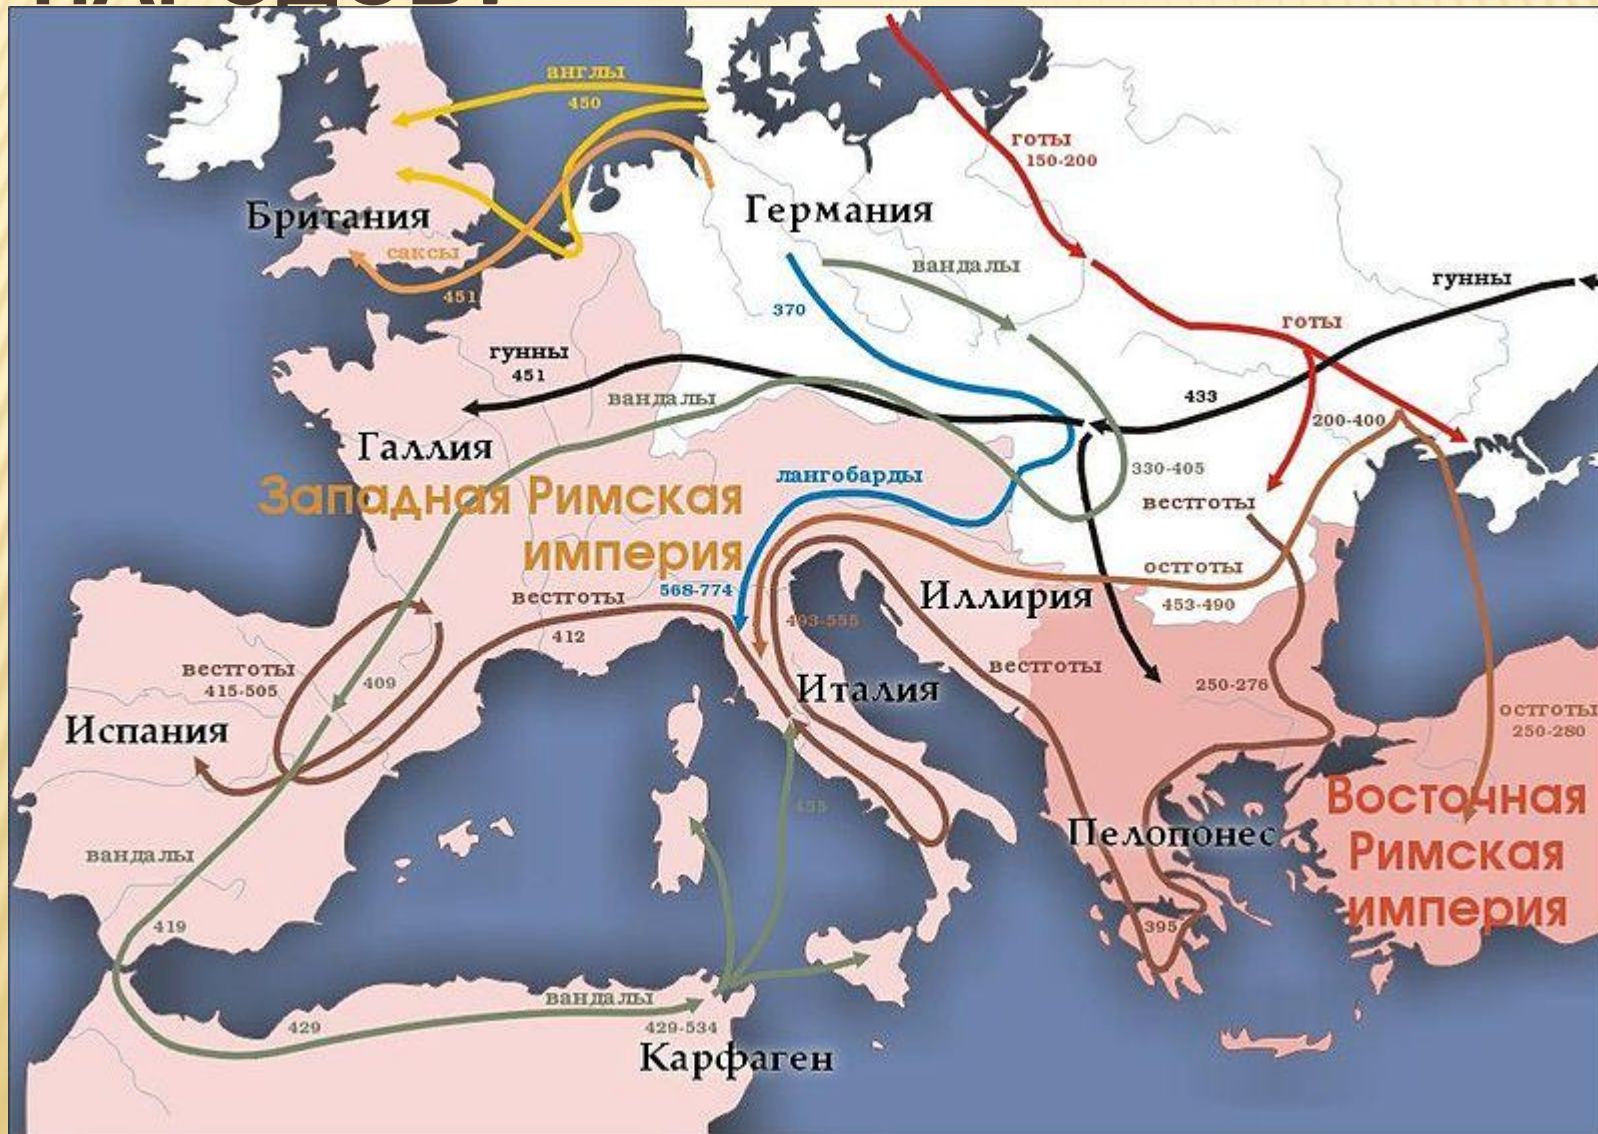 НАРОДОВ.
англы
450
готы
150-200
Британия
Германия
саксы
451
вандалы
370
гунны
готы
гунны
451
вандалы
433
200-400
Галлия
330-405
лангобарды
Западная Римская
империя
вестготы
остготы
453-490
568-774
вестготы
412
Иллирия
493-555
вестготы
415-505
409
вестготы
250-276
Италия
Испания
остготы
250-280
455
Восточная
Римская
империя
Пелопонес
вандалы
419
395
вандалы
429
429-534
Карфаген